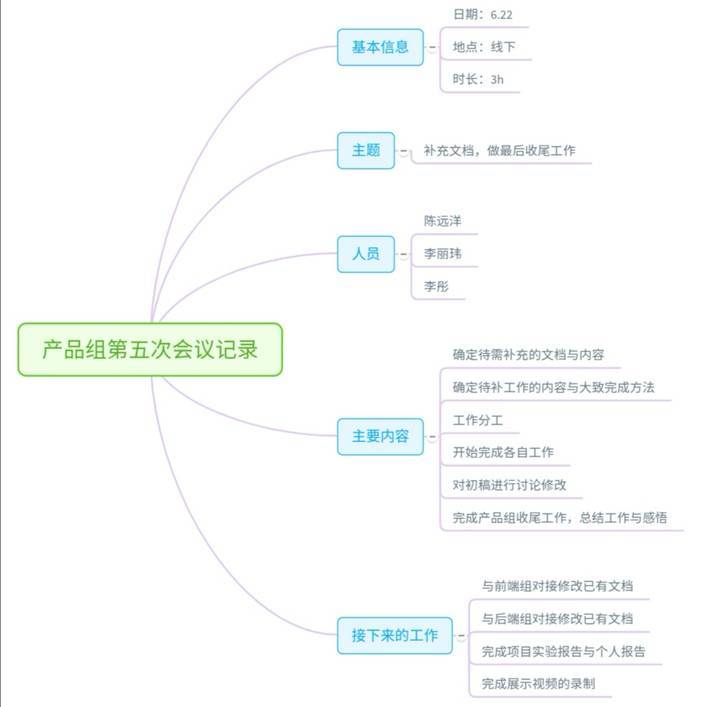 产品组第五次会议记录
基本信息
日期：6.22
地点：线下
时长：3h
主题
补充文档，做最后收尾工作
人员
陈远洋
李丽玮
李彤
主要内容
确定待需补充的文档与内容
确定待补工作的内容与大致完成方法
工作分工
开始完成各自工作
对初稿进行讨论修改
完成产品组收尾工作，总结工作与感悟
接下来的工作
与前端组对接修改已有文档
与后端组对接修改已有文档
完成项目实验报告与个人报告
完成展示视频的录制